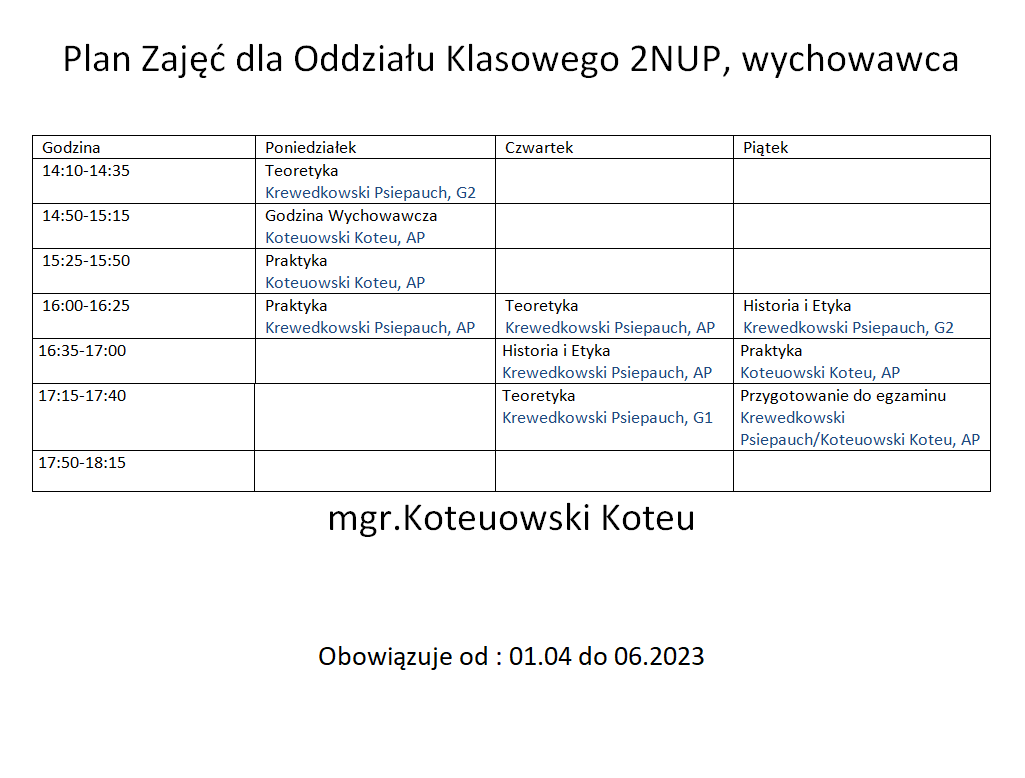 Plan Zajęć dla Oddziału Klasowego 2NUP, wychowawca
Godzina Poniedziałek Czwartek Piątek
14:10-14:35 Teoretyka
Krewedkowski Psiepauch, G2
14:50-15:15 Godzina Wychowawcza
Koteuowski Koteu, AP
15:25-15:50 Praktyka
Koteuowski Koteu, AP
16:00-16:25 Praktyka Teoretyka Historia i Etyka
Krewedkowski Psiepauch, AP Krewedkowski Psiepauch, AP Krewedkowski Psiepauch, G2
16:35-17:00 Historia i Etyka Praktyka
Krewedkowski Psiepauch, AP Koteuowski Koteu, AP
17:15-17:40 Teoretyka Przygotowanie do egzaminu
Krewedkowski Psiepauch, G1 Krewedkowski
Psiepauch/Koteuowski Koteu, AP
17:50-18:15
mgr.Koteuowski Koteu
Obowiązuje od : 01.04 do 06.2023